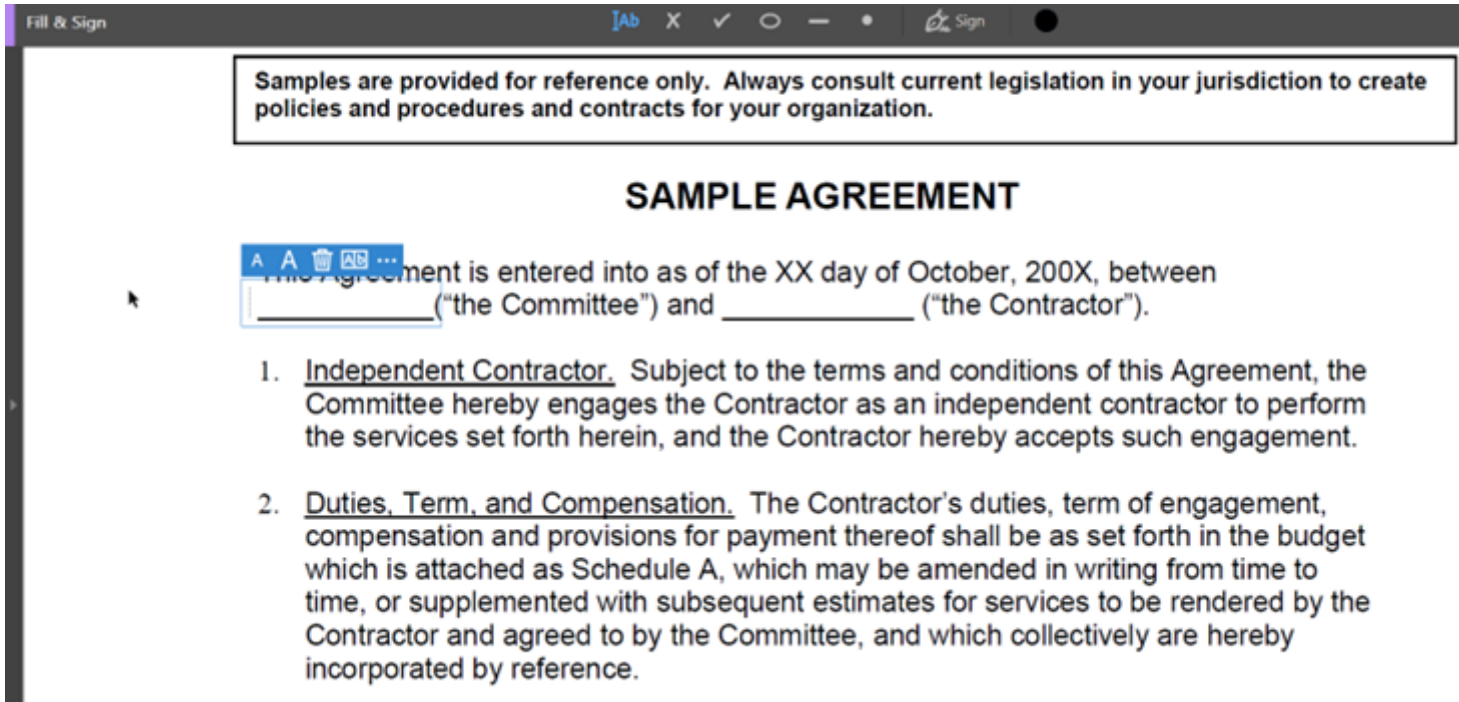 Fill & Sign
Ab
Sign
Samples are provided for reference only. Always consult current legislation in your jurisdiction to create
policies and procedures and contracts for your organization.
SAMPLE AGREEMENT
A A Ab ...
This Agreement is entered into as of the XX day of October, 200X, between
____________(“the Committee”) and _____________ (“the Contractor”).
1. Independent Contractor. Subject to the terms and conditions of this Agreement, the
Committee hereby engages the Contractor as an independent contractor to perform
the services set forth herein, and the Contractor hereby accepts such engagement.
2. Duties, Term, and Compensation. The Contractor’s duties, term of engagement,
compensation and provisions for payment thereof shall be as set forth in the budget
which is attached as Schedule A, which may be amended in writing from time to
time, or supplemented with subsequent estimates for services to be rendered by the
Contractor and agreed to by the Committee, and which collectively are hereby
incorporated by reference.